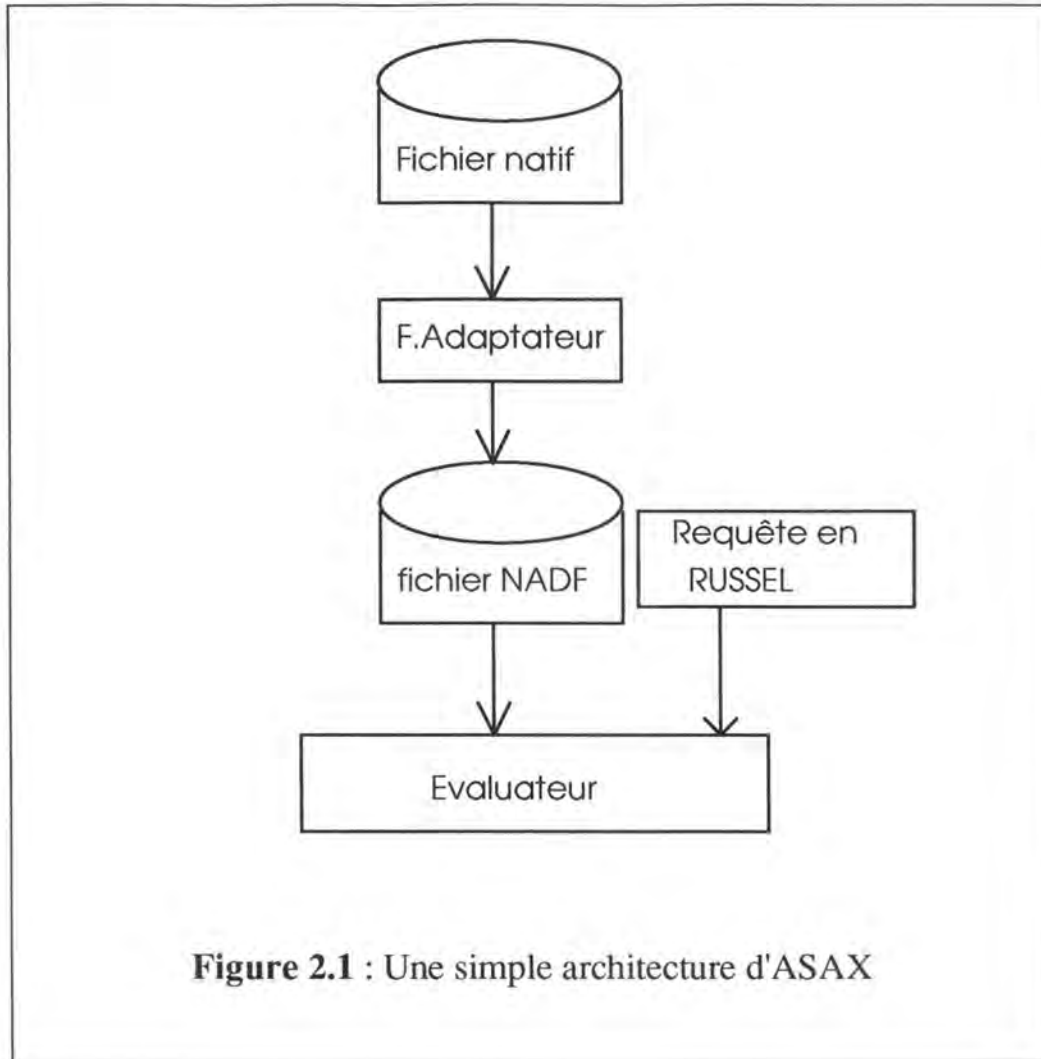 Fichier natif
F.Adaptateur
fichier NADF
Requête en
RUSSEL
Evaluateur
Figure 2.1 : Une simple architecture d'ASAX